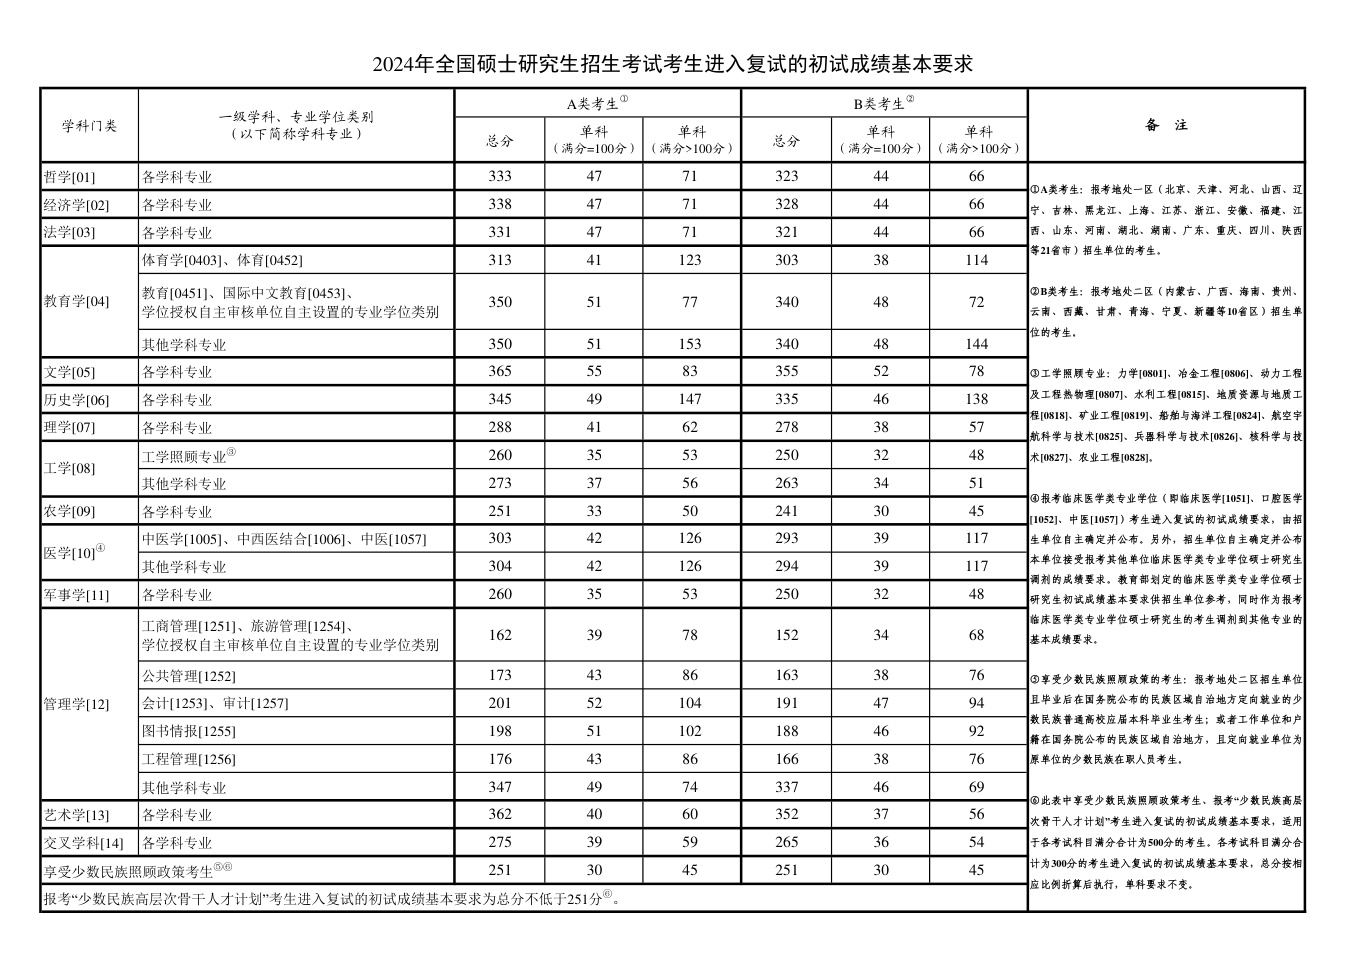 2024年全国硕士研究生招生考试考生进入复试的初试成绩基本要求
学科门类 一级学科、专业学位类别（以下简称学科专业） A类考生① B类考生② 备 注
总分 单科（满分=100分） 单科（满分>100分） 总分 单科（满分=100分） 单科（满分>100分）
哲学[01] 各学科专业 333 47 71 323 44 66
经济学[02] 各学科专业 338 47 71 328 44 66
法学[03] 各学科专业 331 47 71 321 44 66
教育学[04] 体育学[0403]、体育[0452] 313 41 123 303 38 114
教育[0451]、国际中文教育[0453]、
学位授权自主审核单位自主设置的专业学位类别 350 51 77 340 48 72
其他学科专业 350 51 153 340 48 144
文学[05] 各学科专业 365 55 83 355 52 78
历史学[06] 各学科专业 345 49 147 335 46 138
理学[07] 各学科专业 288 41 62 278 38 57
工学[08] 工学照顾专业③ 260 35 53 250 32 48
其他学科专业 273 37 56 263 34 51
农学[09] 各学科专业 251 33 50 241 30 45
医学[10]④ 中医学[1005]、中西医结合[1006]、中医[1057] 303 42 126 293 39 117
其他学科专业 304 42 126 294 39 117
军事学[11] 各学科专业 260 35 53 250 32 48
管理学[12] 工商管理[1251]、旅游管理[1254]、
学位授权自主审核单位自主设置的专业学位类别 162 39 78 152 34 68
公共管理[1252] 173 43 86 163 38 76
会计[1253]、审计[1257] 201 52 104 191 47 94
图书情报[1255] 198 51 102 188 46 92
工程管理[1256] 176 43 86 166 38 76
其他学科专业 347 49 74 337 46 69
艺术学[13] 各学科专业 362 40 60 352 37 56
交叉学科[14] 各学科专业 275 39 59 265 36 54
享受少数民族照顾政策考生⑤⑥ 251 30 45 251 30 45
报考“少数民族高层次骨干人才计划”考生进入复试的初试成绩基本要求为总分不低于251分⑥。
①A类考生：报考地处一区（北京、天津、河北、山西、辽
宁、吉林、黑龙江、上海、江苏、浙江、安徽、福建、江
西、山东、河南、湖北、湖南、广东、重庆、四川、陕西
等21省市）招生单位的考生。
②B类考生：报考地处二区（内蒙古、广西、海南、贵州、
云南、西藏、甘肃、青海、宁夏、新疆等10省区）招生单
位的考生。
③工学照顾专业：力学[0801]、冶金工程[0806]、动力工程
及工程热物理[0807]、水利工程[0815]、地质资源与地质工
程[0818]、矿业工程[0819]、船舶与海洋工程[0824]、航空宇
航科学与技术[0825]、兵器科学与技术[0826]、核科学与技
术[0827]、农业工程[0828]。
④报考临床医学类专业学位（即临床医学[1051]、口腔医学
[1052]、中医[1057]）考生进入复试的初试成绩要求，由招
生单位自主确定并公布。另外，招生单位自主确定并公布
本单位接受报考其他单位临床医学类专业学位硕士研究生
调剂的成绩要求。教育部划定的临床医学类专业学位硕士
研究生初试成绩基本要求供招生单位参考，同时作为报考
临床医学类专业学位硕士研究生的考生调剂到其他专业的
基本成绩要求。
⑤享受少数民族照顾政策的考生：报考地处二区招生单位
且毕业后在国务院公布的民族区域自治地方定向就业的少
数民族普通高校应届本科毕业生考生；或者工作单位和户
籍在国务院公布的民族区域自治地方，且定向就业单位为
原单位的少数民族在职人员考生。
⑥此表中享受少数民族照顾政策考生、报考“少数民族高层
次骨干人才计划”考生进入复试的初试成绩基本要求，适用
于各考试科目满分合计为500分的考生。各考试科目满分合
计为300分的考生进入复试的初试成绩基本要求，总分按相
应比例折算后执行，单科要求不变。